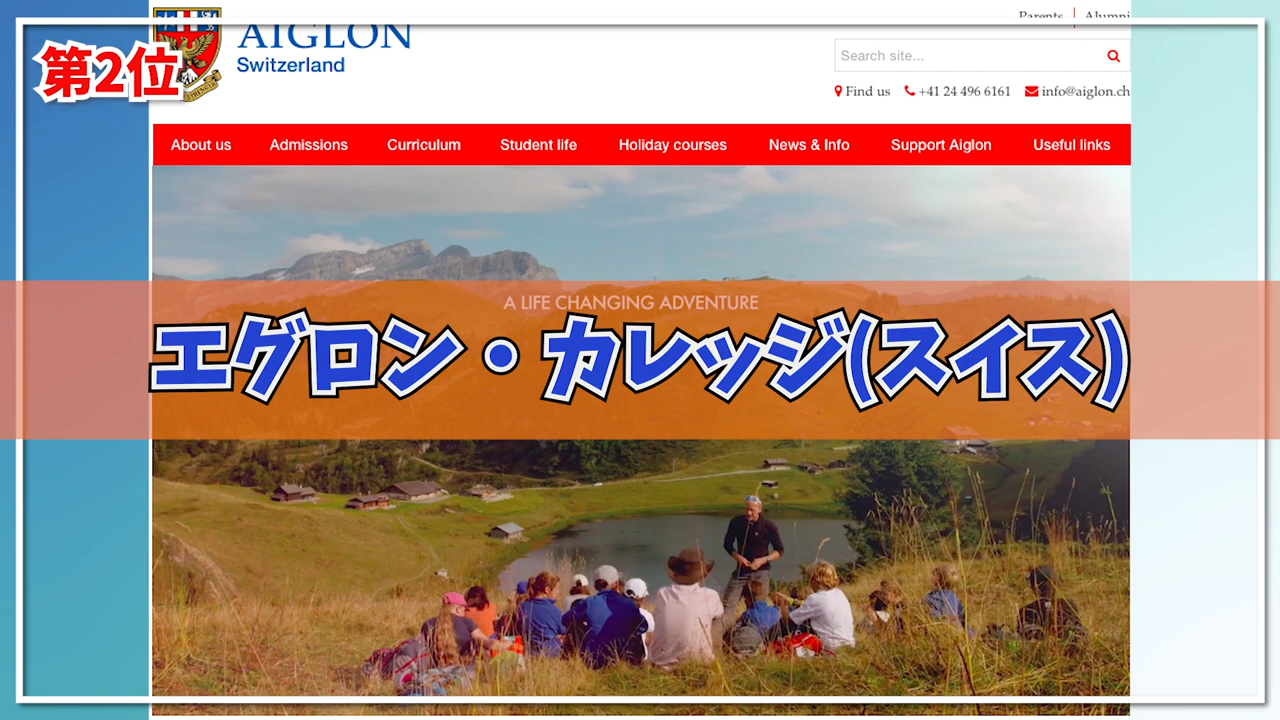 第2位
AIGLON
Switzerland
Parents | Alumni
Search site...
Find us +41 24 496 6161 info@aiglon.ch
About us Admissions Curriculum Student life Holiday courses News & Info Support Aiglon Useful links
A LIFE CHANGING ADVENTURE
エグロン・カレッジ(スイス)